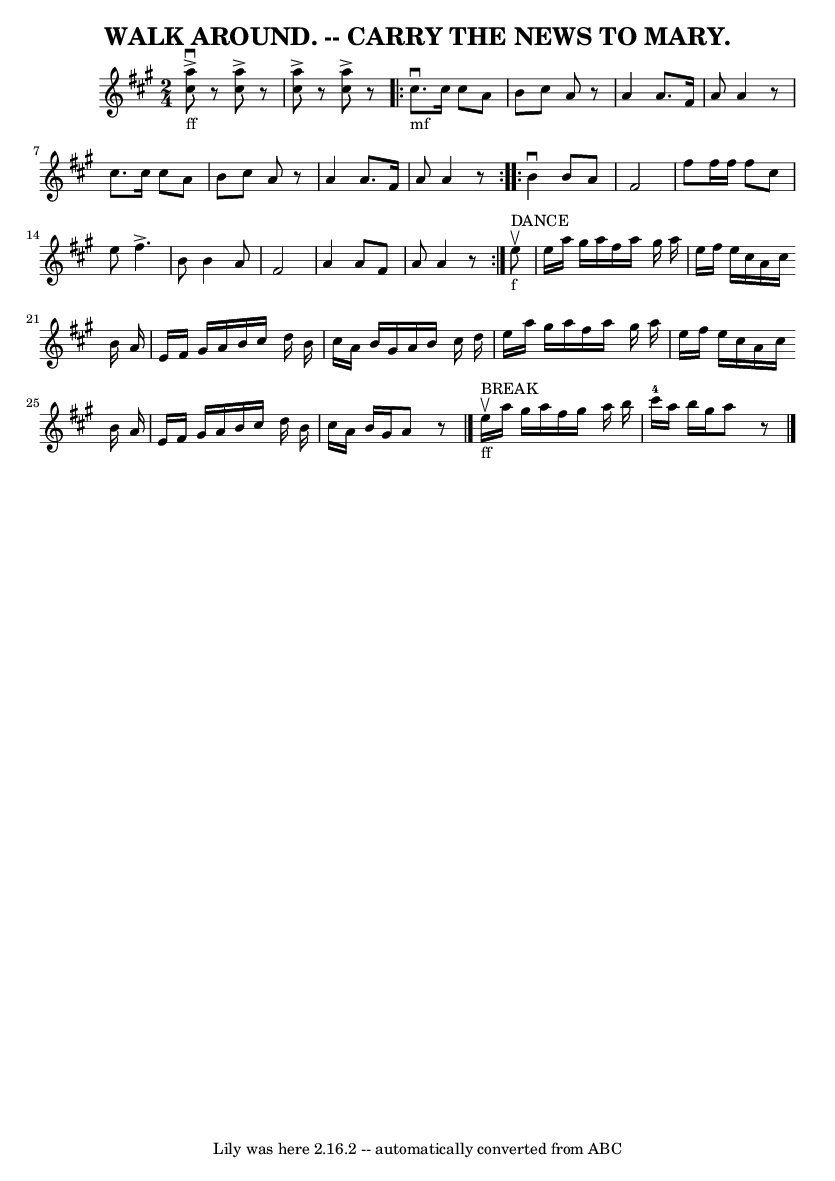 WALK AROUND. -- CARRY THE NEWS TO MARY.
2
4
ff
mf
7
14
DANCE
f
21
25
BREAK
ff
4
Lily was here 2.16.2 -- automatically converted from ABC